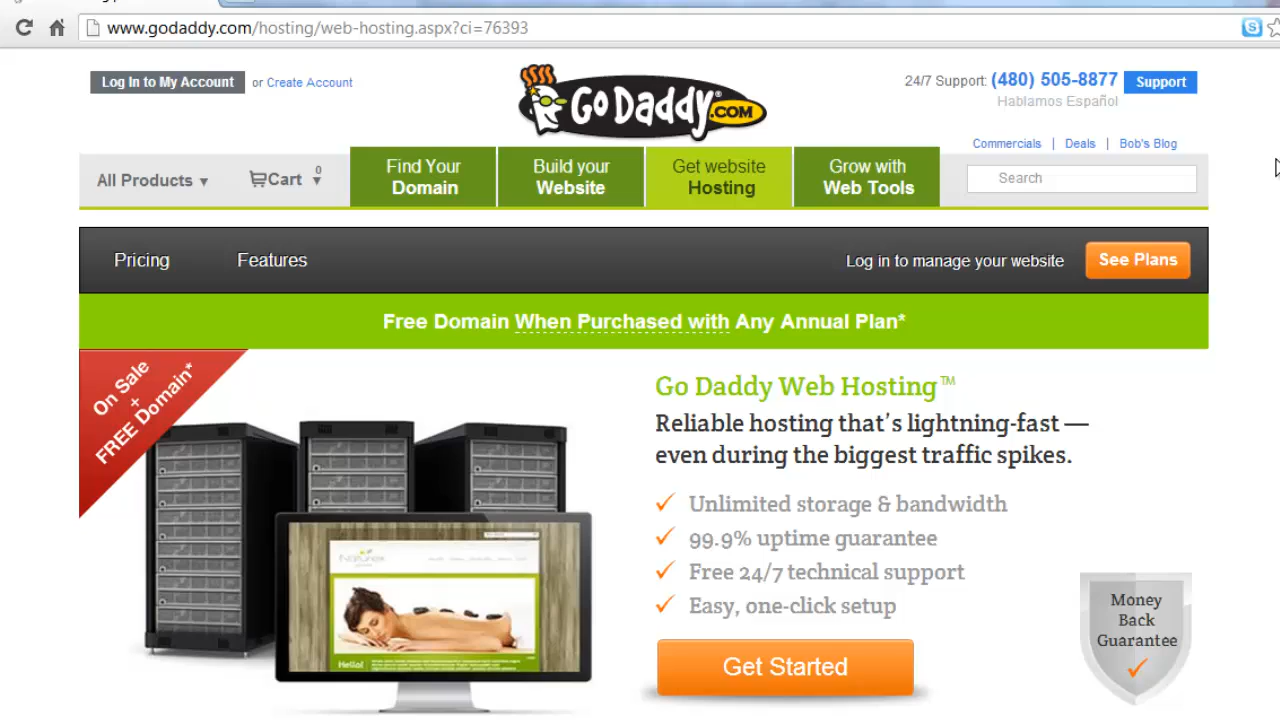 www.godaddy.com/hosting/web-hosting.aspx?ci=76393
Log In to My Account or Create Account
GoDaddy.COM
24/7 Support: (480) 505-8877 Support
Hablamos Español
Commercials | Deals | Bob's Blog
All Products
Cart 0
Find Your
Domain
Build your
Website
Get website
Hosting
Grow with
Web Tools
Search
Pricing Features Log in to manage your website See Plans
Free Domain When Purchased with Any Annual Plan*
On Sale
+
FREE Domain*
Go Daddy Web Hosting™
Reliable hosting that's lightning-fast —
even during the biggest traffic spikes.
Unlimited storage & bandwidth
99.9% uptime guarantee
Free 24/7 technical support
Easy, one-click setup
Get Started
Money
Back
Guarantee
Hello!